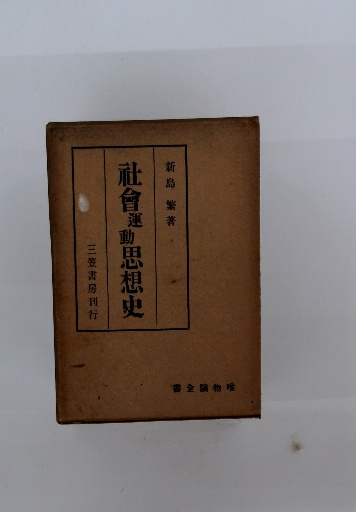 新島 繁著
社會運動思想史
三笠書房刊行
唯物論全書